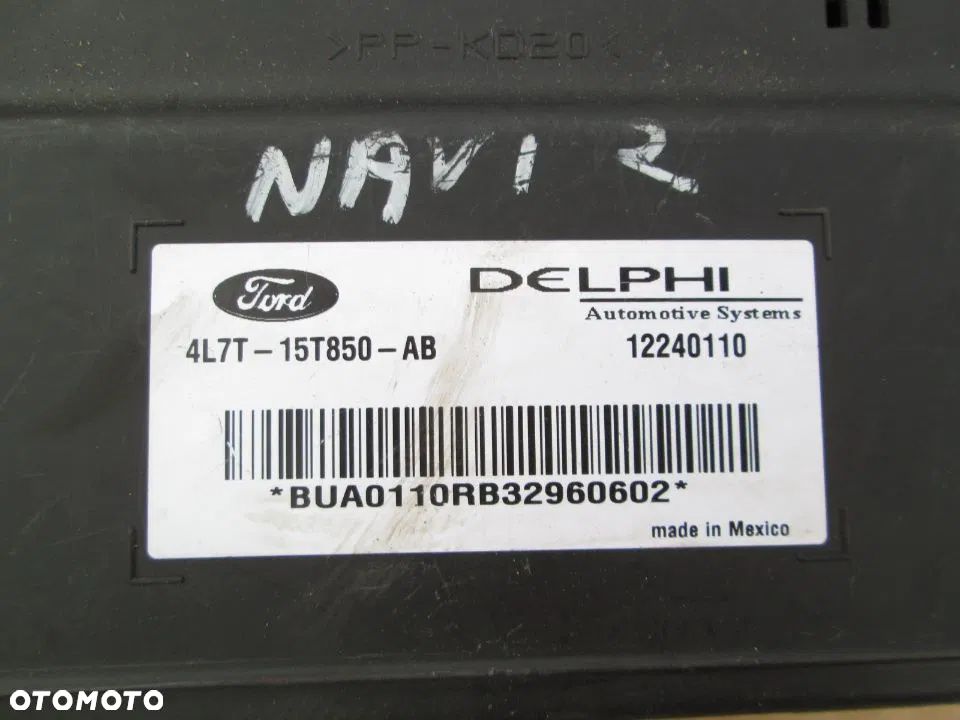 >PP-KD20<
NAVI 2
Ford
DELPHI
Automotive Systems
4L7T-15T850-AB
12240110
*BUA0110RB32960602*
made in Mexico
OTOMOTO